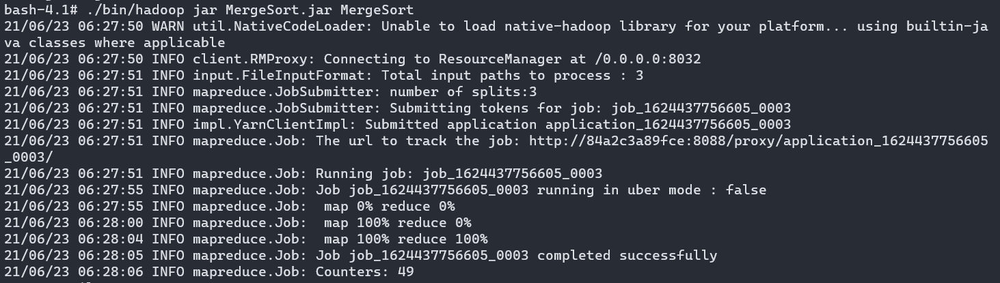 bash-4.1# ./bin/hadoop jar MergeSort.jar MergeSort
21/06/23 06:27:50 WARN util.NativeCodeLoader: Unable to load native-hadoop library for your platform... using builtin-ja
va classes where applicable
21/06/23 06:27:50 INFO client.RMProxy: Connecting to ResourceManager at /0.0.0.0:8032
21/06/23 06:27:51 INFO input.FileInputFormat: Total input paths to process : 3
21/06/23 06:27:51 INFO mapreduce.JobSubmitter: number of splits:3
21/06/23 06:27:51 INFO mapreduce.JobSubmitter: Submitting tokens for job: job_1624437756605_0003
21/06/23 06:27:51 INFO impl.YarnClientImpl: Submitted application application_1624437756605_0003
21/06/23 06:27:51 INFO mapreduce.Job: The url to track the job: http://84a2c3a89fce:8088/proxy/application_1624437756605
_0003/
21/06/23 06:27:51 INFO mapreduce.Job: Running job: job_1624437756605_0003
21/06/23 06:27:55 INFO mapreduce.Job: Job job_1624437756605_0003 running in uber mode : false
21/06/23 06:27:55 INFO mapreduce.Job:  map 0% reduce 0%
21/06/23 06:28:00 INFO mapreduce.Job:  map 100% reduce 0%
21/06/23 06:28:04 INFO mapreduce.Job:  map 100% reduce 100%
21/06/23 06:28:05 INFO mapreduce.Job: Job job_1624437756605_0003 completed successfully
21/06/23 06:28:06 INFO mapreduce.Job: Counters: 49